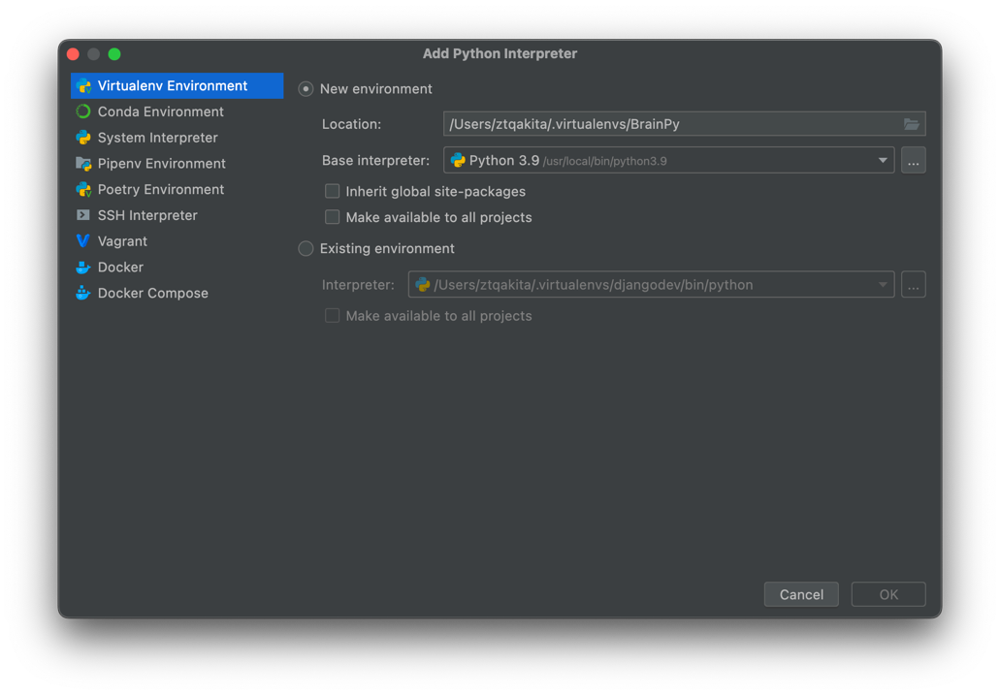 Add Python Interpreter
Virtualenv Environment
Conda Environment
System Interpreter
Pipenv Environment
Poetry Environment
SSH Interpreter
Vagrant
Docker
Docker Compose
New environment
Location: /Users/ztqakita/.virtualenvs/BrainPy
Base interpreter: Python 3.9 /usr/local/bin/python3.9 ...
Inherit global site-packages
Make available to all projects
Existing environment
Interpreter: /Users/ztqakita/.virtualenvs/djangodev/bin/python ...
Make available to all projects
Cancel OK